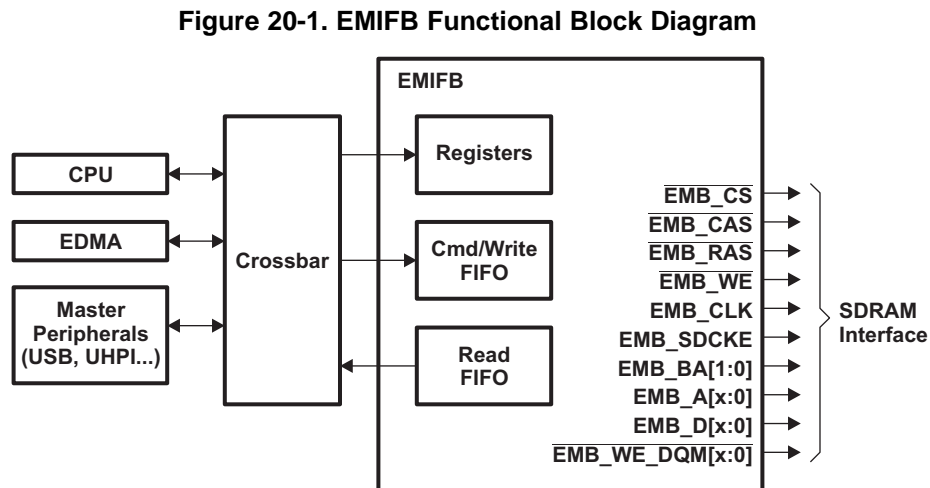 Figure 20-1. EMIFB Functional Block Diagram
EMIFB
CPU
EDMA
Master
Peripherals
(USB, UHPI...)
Crossbar
Registers
Cmd/Write
FIFO
Read
FIFO
EMB_CS
EMB_CAS
EMB_RAS
EMB_WE
EMB_CLK
EMB_SDCKE
EMB_BA[1:0]
EMB_A[x:0]
EMB_D[x:0]
EMB_WE_DQM[x:0]
SDRAM
Interface